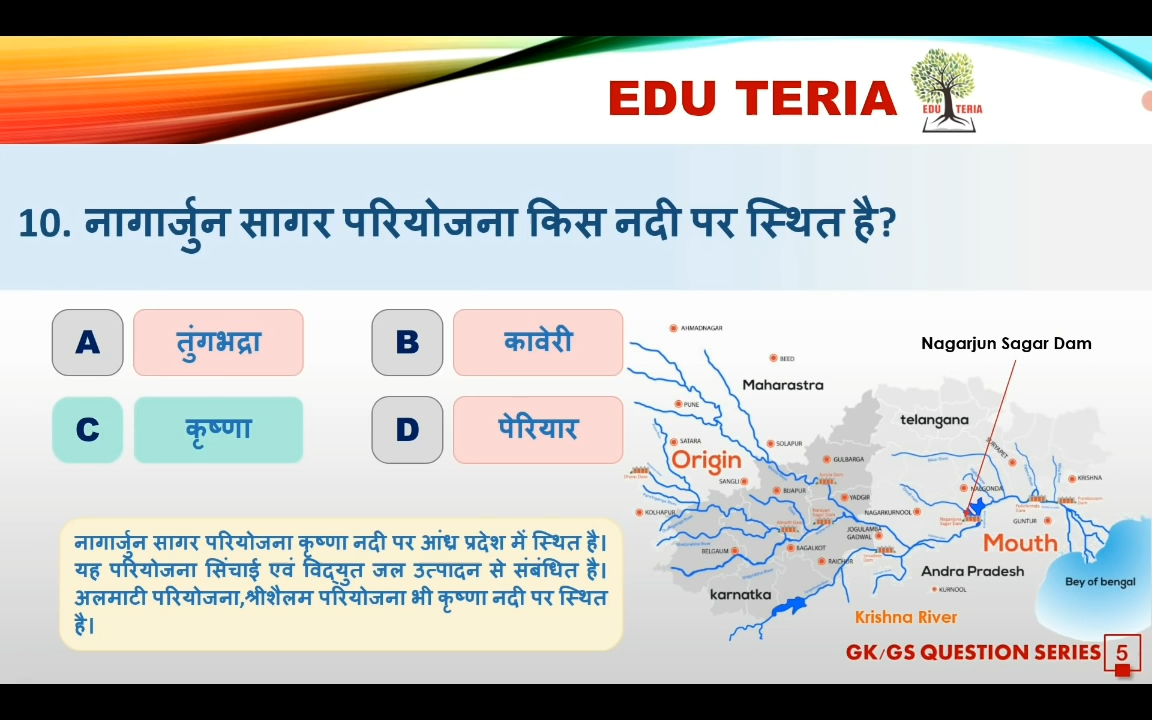 EDU TERIA
EDU TERIA
10. नागार्जुन सागर परियोजना किस नदी पर स्थित है?
A
तुंगभद्रा
B
कावेरी
C
कृष्णा
D
पेरियार
नागार्जुन सागर परियोजना कृष्णा नदी पर आंध्र प्रदेश में स्थित है।
यह परियोजना सिंचाई एवं विद्युत जल उत्पादन से संबंधित है।
अलमाटी परियोजना,श्रीशैलम परियोजना भी कृष्णा नदी पर स्थित
है।
AHMADNAGAR
Nagarjun Sagar Dam
BEED
Maharastra
PUNE
telangana
SATARA
SOLAPUR
SURYAPET
Origin
GULBARGA
SANGLI
BIJAPUR
YADGIR
NALGONDA
KRISHNA
KOLHAPUR
NAGARKURNOOL
GUNTUR
JOGULAMBA
GADWAL
Mouth
BELGAUM
BAGALKOT
RAICHUR
Andra Pradesh
Bey of bengal
karnatka
KURNOOL
Krishna River
GK/GS QUESTION SERIES 5